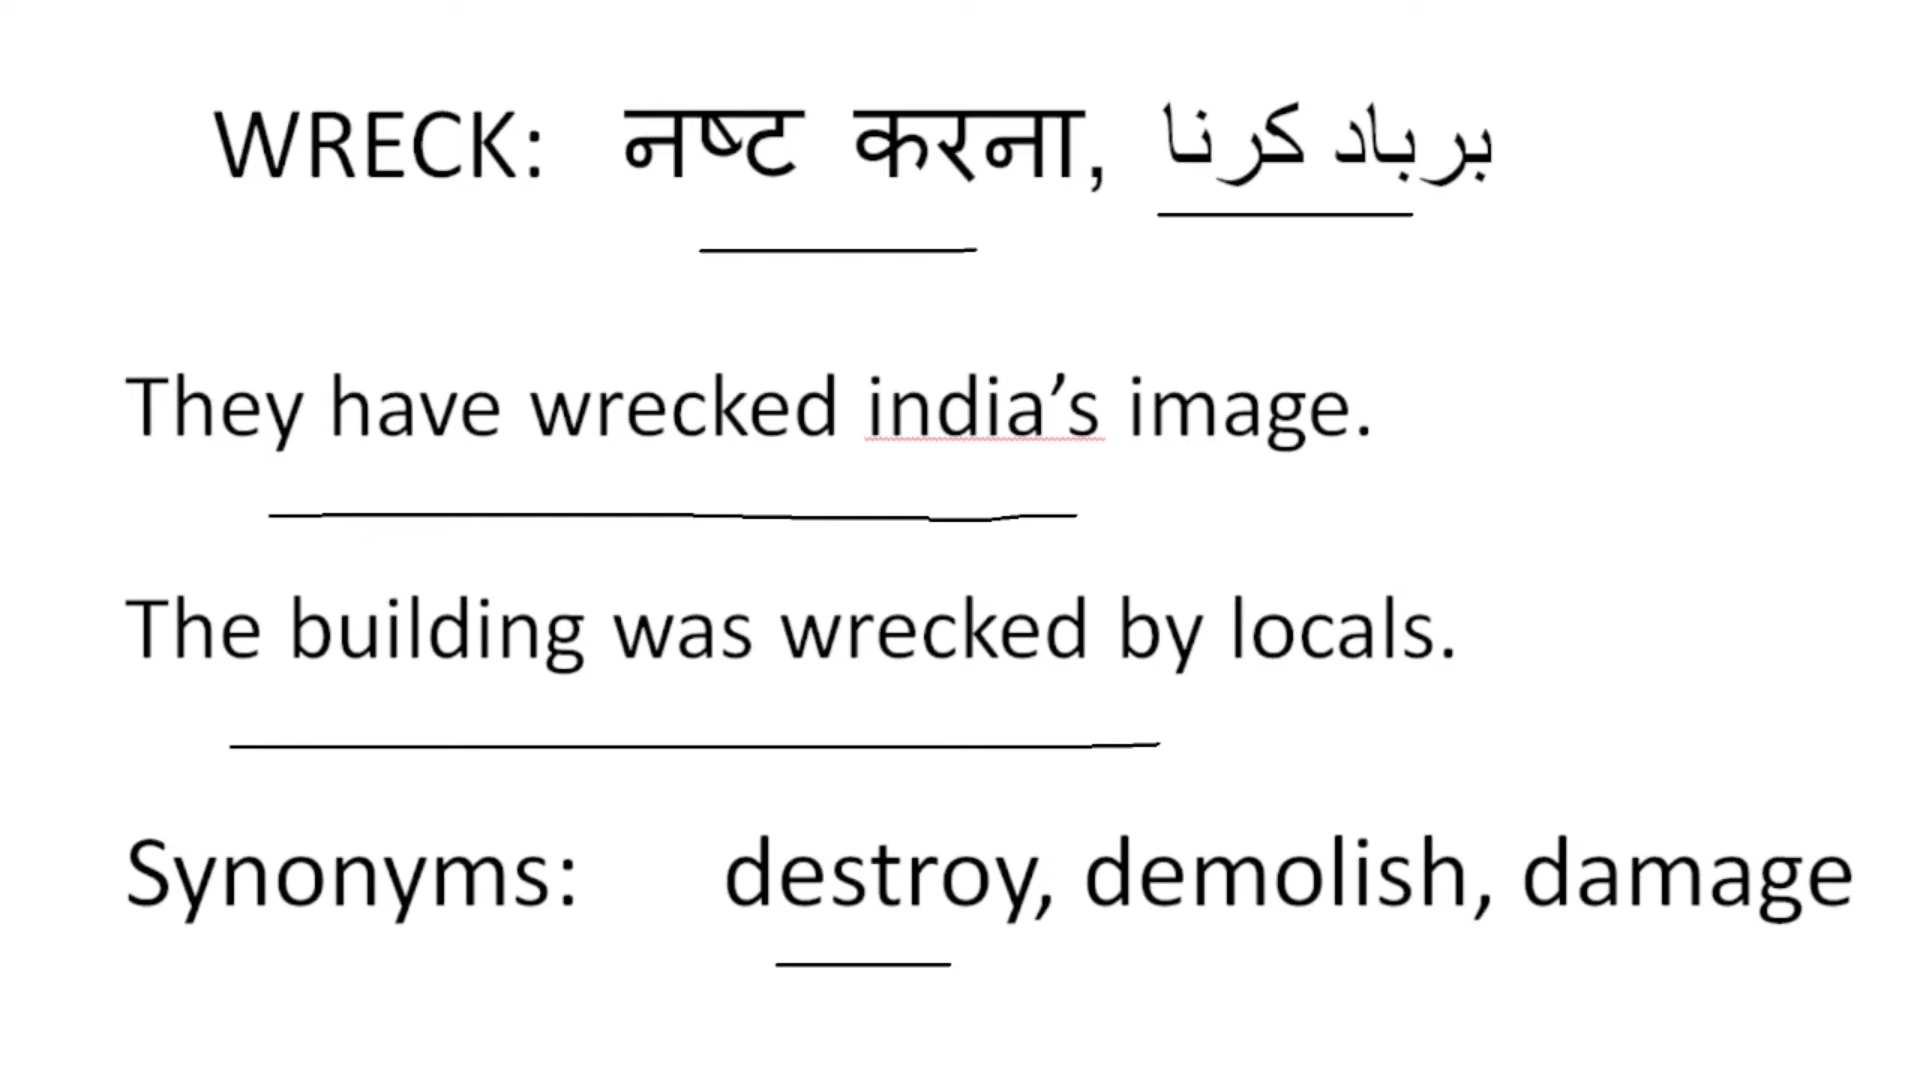 WRECK: नष्ट करना, برباد کرنا
They have wrecked india’s image.
The building was wrecked by locals.
Synonyms: destroy, demolish, damage